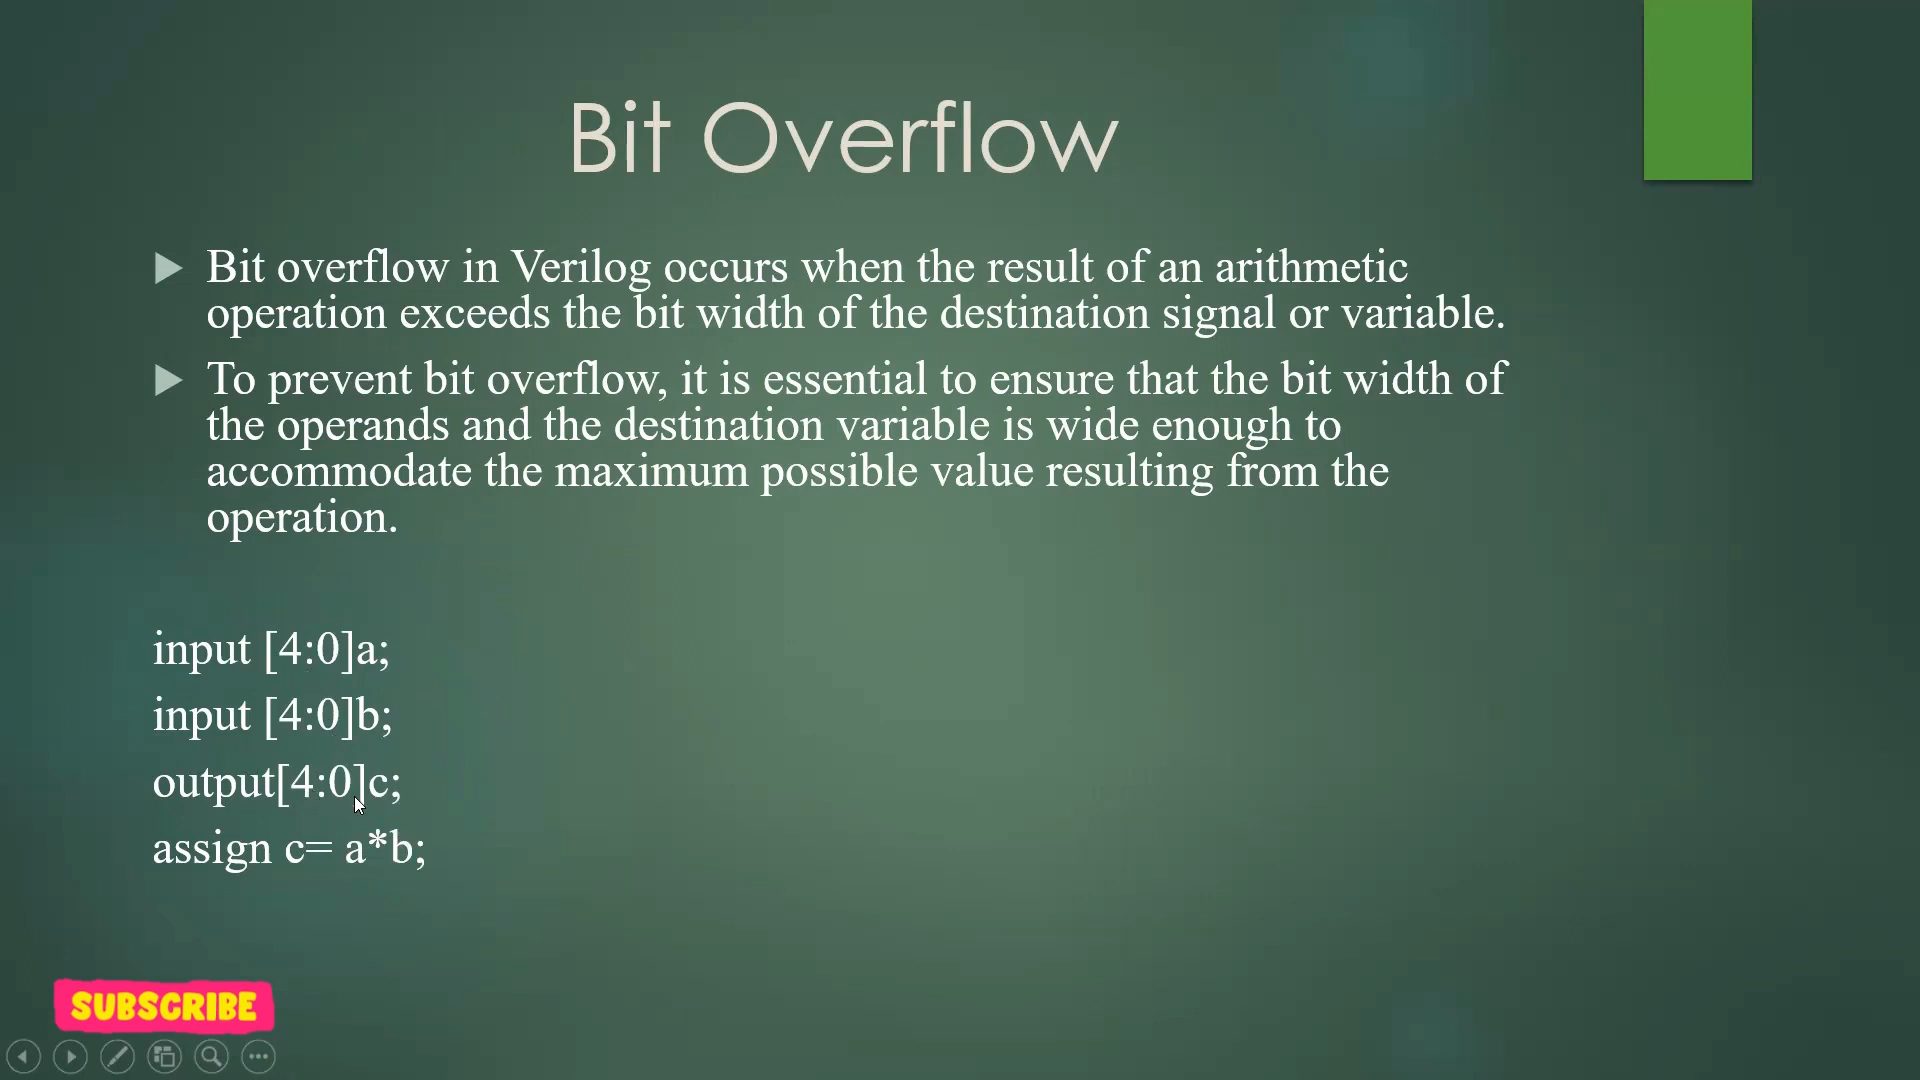 Bit Overflow
Bit overflow in Verilog occurs when the result of an arithmetic
operation exceeds the bit width of the destination signal or variable.
To prevent bit overflow, it is essential to ensure that the bit width of
the operands and the destination variable is wide enough to
accommodate the maximum possible value resulting from the
operation.
input [4:0]a;
input [4:0]b;
output[4:0]c;
assign c= a*b;
SUBSCRIBE